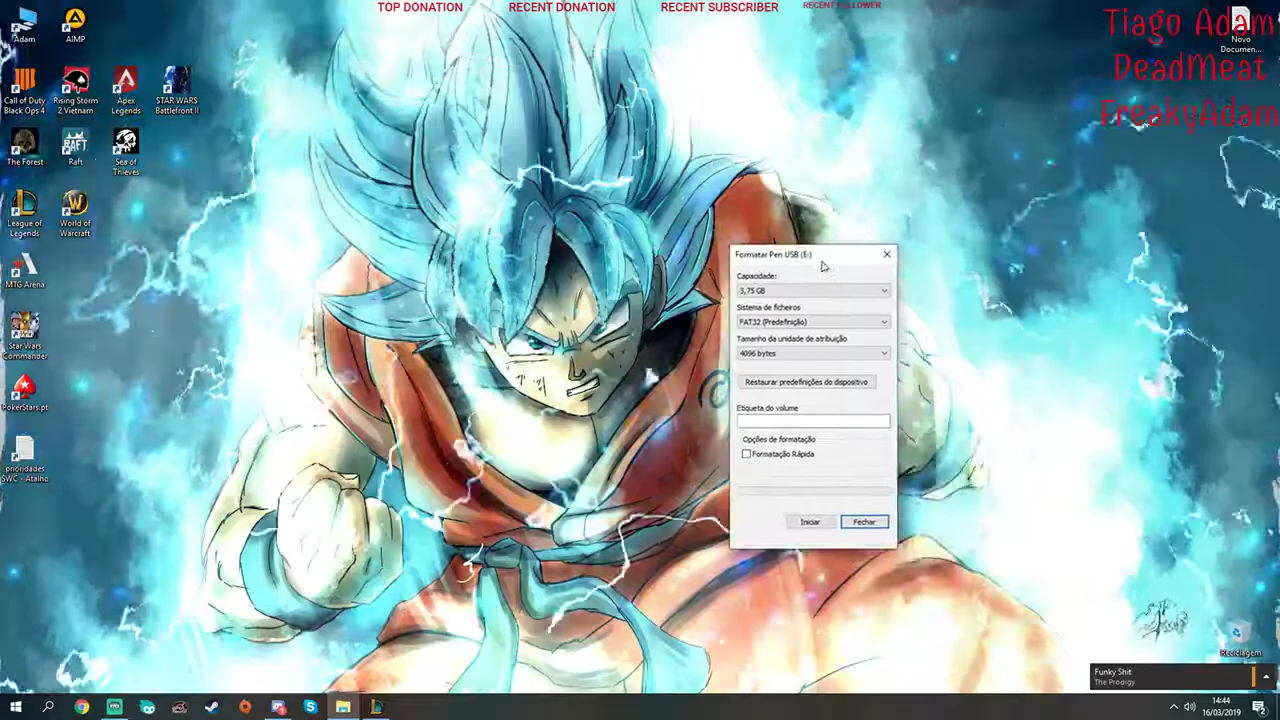 TOP DONATION
RECENT DONATION
RECENT SUBSCRIBER
RECENT FOLLOWER
Tiago Adam
DeadMeat
FreakyAdam
Adam
AIMP
Novo
Documen...
Call of Duty
Black Ops 4
Rising Storm
2 Vietnam
Apex
Legends
STAR WARS
Battlefront II
The Forest
Raft
Sea of
Thieves
League of
Legends
World of
Warcraft
MTG Arena
Star Wars
Commander
PokerStars.pt
prioridades
SWC - Atalho
Formatar Pen USB (E:)
Capacidade:
3,75 GB
Sistema de ficheiros
FAT32 (Predefinição)
Tamanho da unidade de atribuição
4096 bytes
Restaurar predefinições do dispositivo
Etiqueta do volume
Opções de formatação
Formatação Rápida
Iniciar
Fechar
Reciclagem
Funky Shit
The Prodigy
14:44
16/03/2019